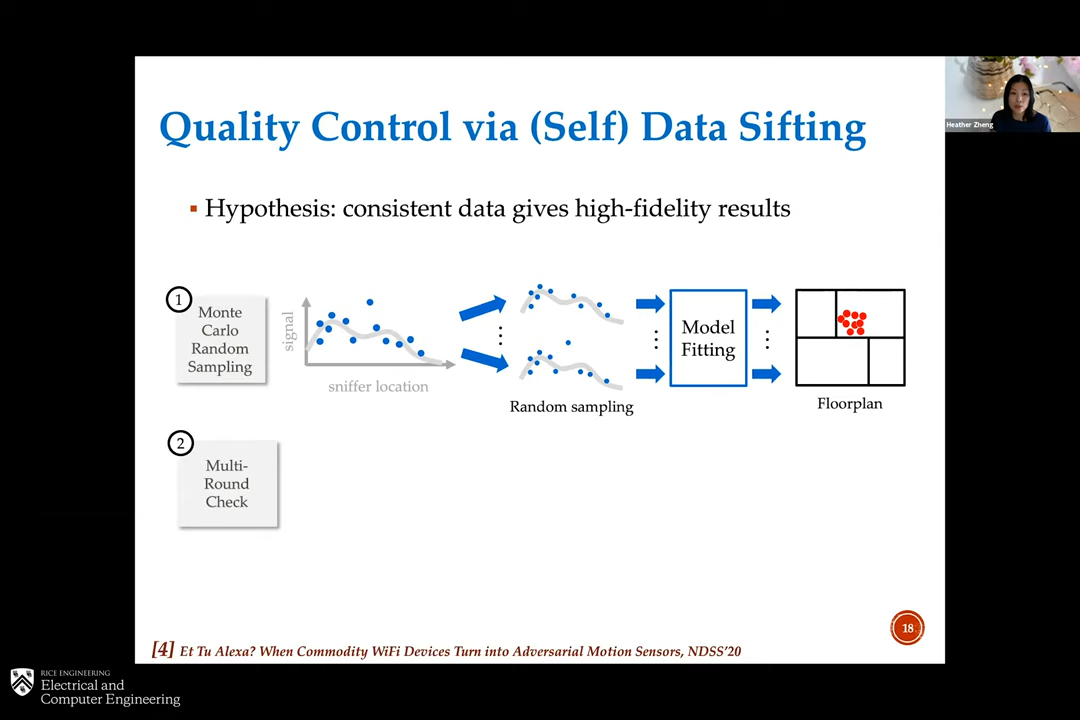 Quality Control via (Self) Data Sifting
Heather Zheng
Hypothesis: consistent data gives high-fidelity results
1
Monte
Carlo
Random
Sampling
signal
sniffer location
Random sampling
Model
Fitting
Floorplan
2
Multi-
Round
Check
18
[4] Et Tu Alexa? When Commodity WiFi Devices Turn into Adversarial Motion Sensors, NDSS'20
RICE ENGINEERING
Electrical and
Computer Engineering